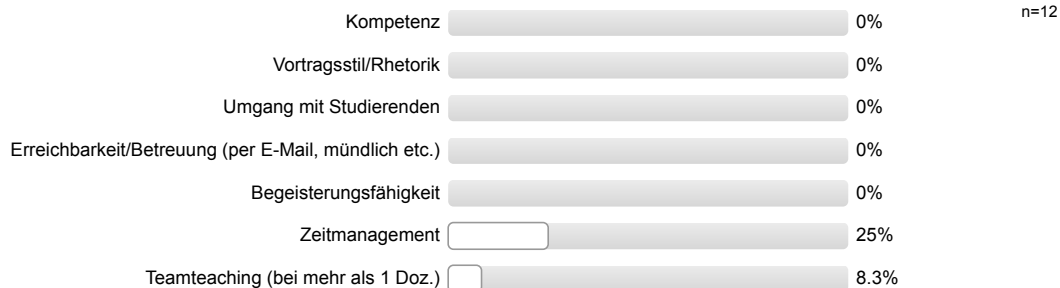 Kompetenz 0% n=12
Vortragsstil/Rhetorik 0%
Umgang mit Studierenden 0%
Erreichbarkeit/Betreuung (per E-Mail, mündlich etc.) 0%
Begeisterungsfähigkeit 0%
Zeitmanagement 25%
Teamteaching (bei mehr als 1 Doz.) 8.3%